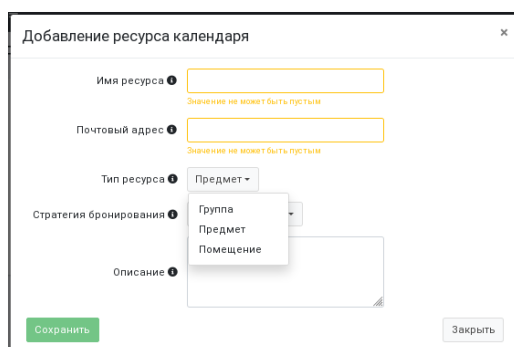 Добавление ресурса календаря ×
Имя ресурса
Значение не может быть пустым
Почтовый адрес
Значение не может быть пустым
Тип ресурса Предмет
Стратегия бронирования
Группа
Предмет
Помещение
Описание
Сохранить Закрыть